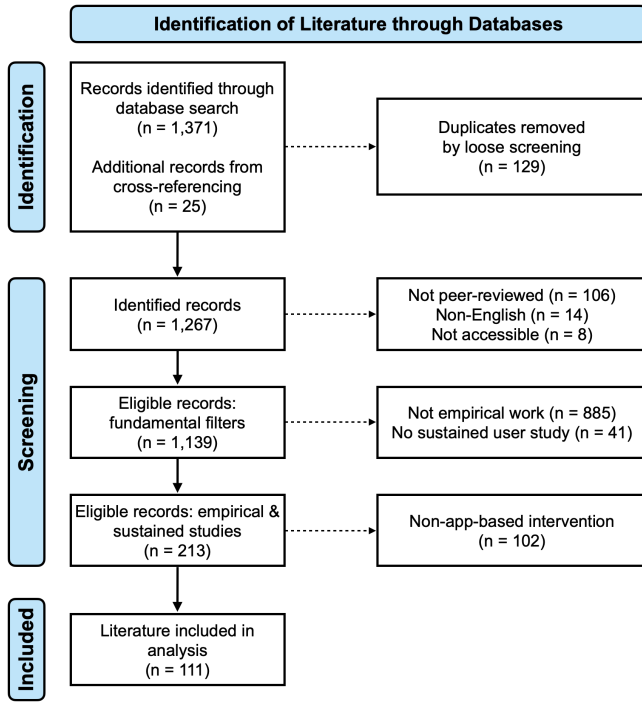 Identification of Literature through Databases
Identification
Records identified through
database search
(n = 1,371)
Additional records from
cross-referencing
(n = 25)
Duplicates removed
by loose screening
(n = 129)
Screening
Identified records
(n = 1,267)
Not peer-reviewed (n = 106)
Non-English (n = 14)
Not accessible (n = 8)
Eligible records:
fundamental filters
(n = 1,139)
Not empirical work (n = 885)
No sustained user study (n = 41)
Eligible records: empirical &
sustained studies
(n = 213)
Non-app-based intervention
(n = 102)
Included
Literature included in
analysis
(n = 111)